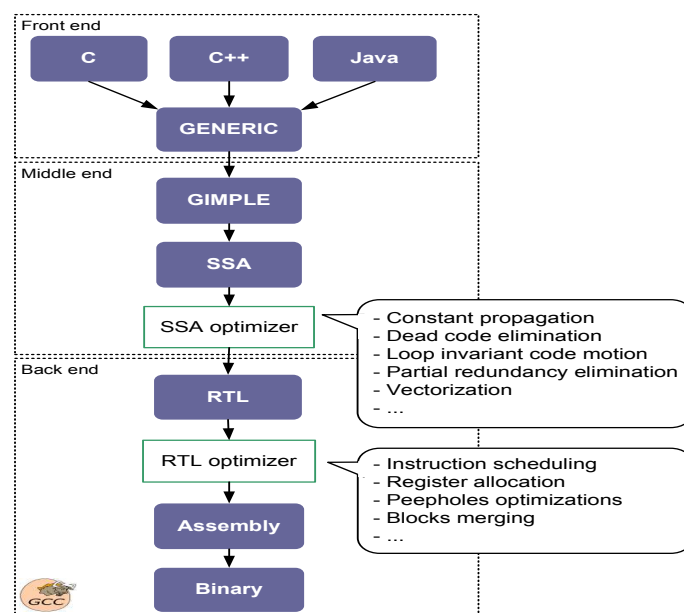 Front end
C
C++
Java
GENERIC
Middle end
GIMPLE
SSA
SSA optimizer
- Constant propagation
- Dead code elimination
- Loop invariant code motion
- Partial redundancy elimination
- Vectorization
- ...
Back end
RTL
RTL optimizer
- Instruction scheduling
- Register allocation
- Peepholes optimizations
- Blocks merging
- ...
Assembly
Binary
GCC